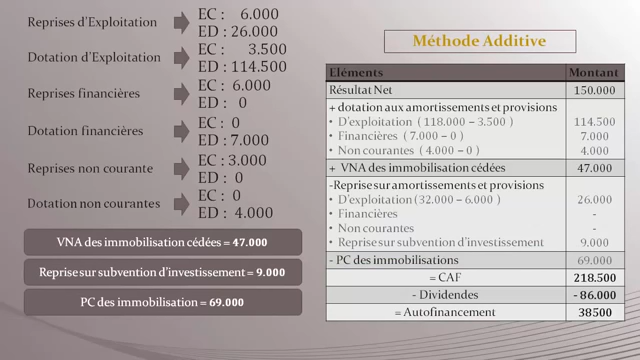 Reprises d'Exploitation EC : 6.000
ED : 26.000
Dotation d'Exploitation EC : 3.500
ED : 114.500
Reprises financières EC : 6.000
ED : 0
Dotation financières EC : 0
ED : 7.000
Reprises non courante EC : 3.000
ED : 0
Dotation non courantes EC : 0
ED : 4.000
VNA des immobilisation cédées = 47.000
Reprise sur subvention d'investissement = 9.000
PC des immobilisation = 69.000
Méthode Additive
Eléments Montant
Résultat Net 150.000
+ dotation aux amortissements et provisions
• D'exploitation (118.000 – 3.500 ) 114.500
• Financières ( 7.000 – 0 ) 7.000
• Non courantes ( 4.000 – 0 ) 4.000
+ VNA des immobilisation cédées 47.000
-Reprise sur amortissements et provisions
• D'exploitation (32.000 – 6.000 ) 26.000
• Financières -
• Non courantes -
• Reprise sur subvention d'investissement 9.000
- PC des immobilisations 69.000
= CAF 218.500
- Dividendes - 86.000
= Autofinancement 38500